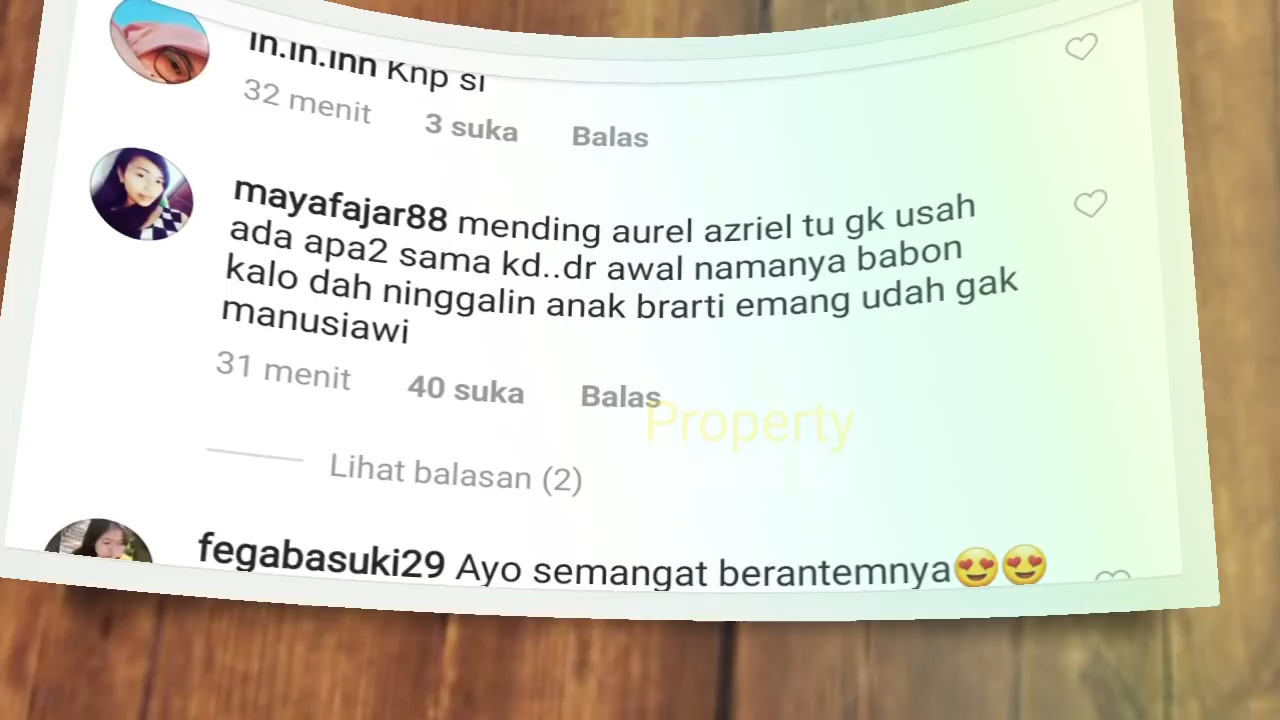 in.in.inn Knp si
32 menit 3 suka Balas
mayafajar88 mending aurel azriel tu gk usah
ada apa2 sama kd..dr awal namanya babon
kalo dah ninggalin anak brarti emang udah gak
manusiawi
31 menit 40 suka Balas
Property
Lihat balasan (2)
fegabasuki29 Ayo semangat berantemnya😍😍